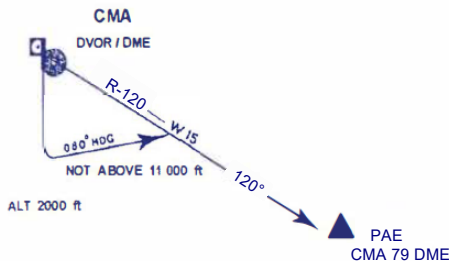 CMA
DVOR / DME
R-120
W 15
080° HDG
NOT ABOVE 11 000 ft
120°
ALT 2000 ft
PAE
CMA 79 DME